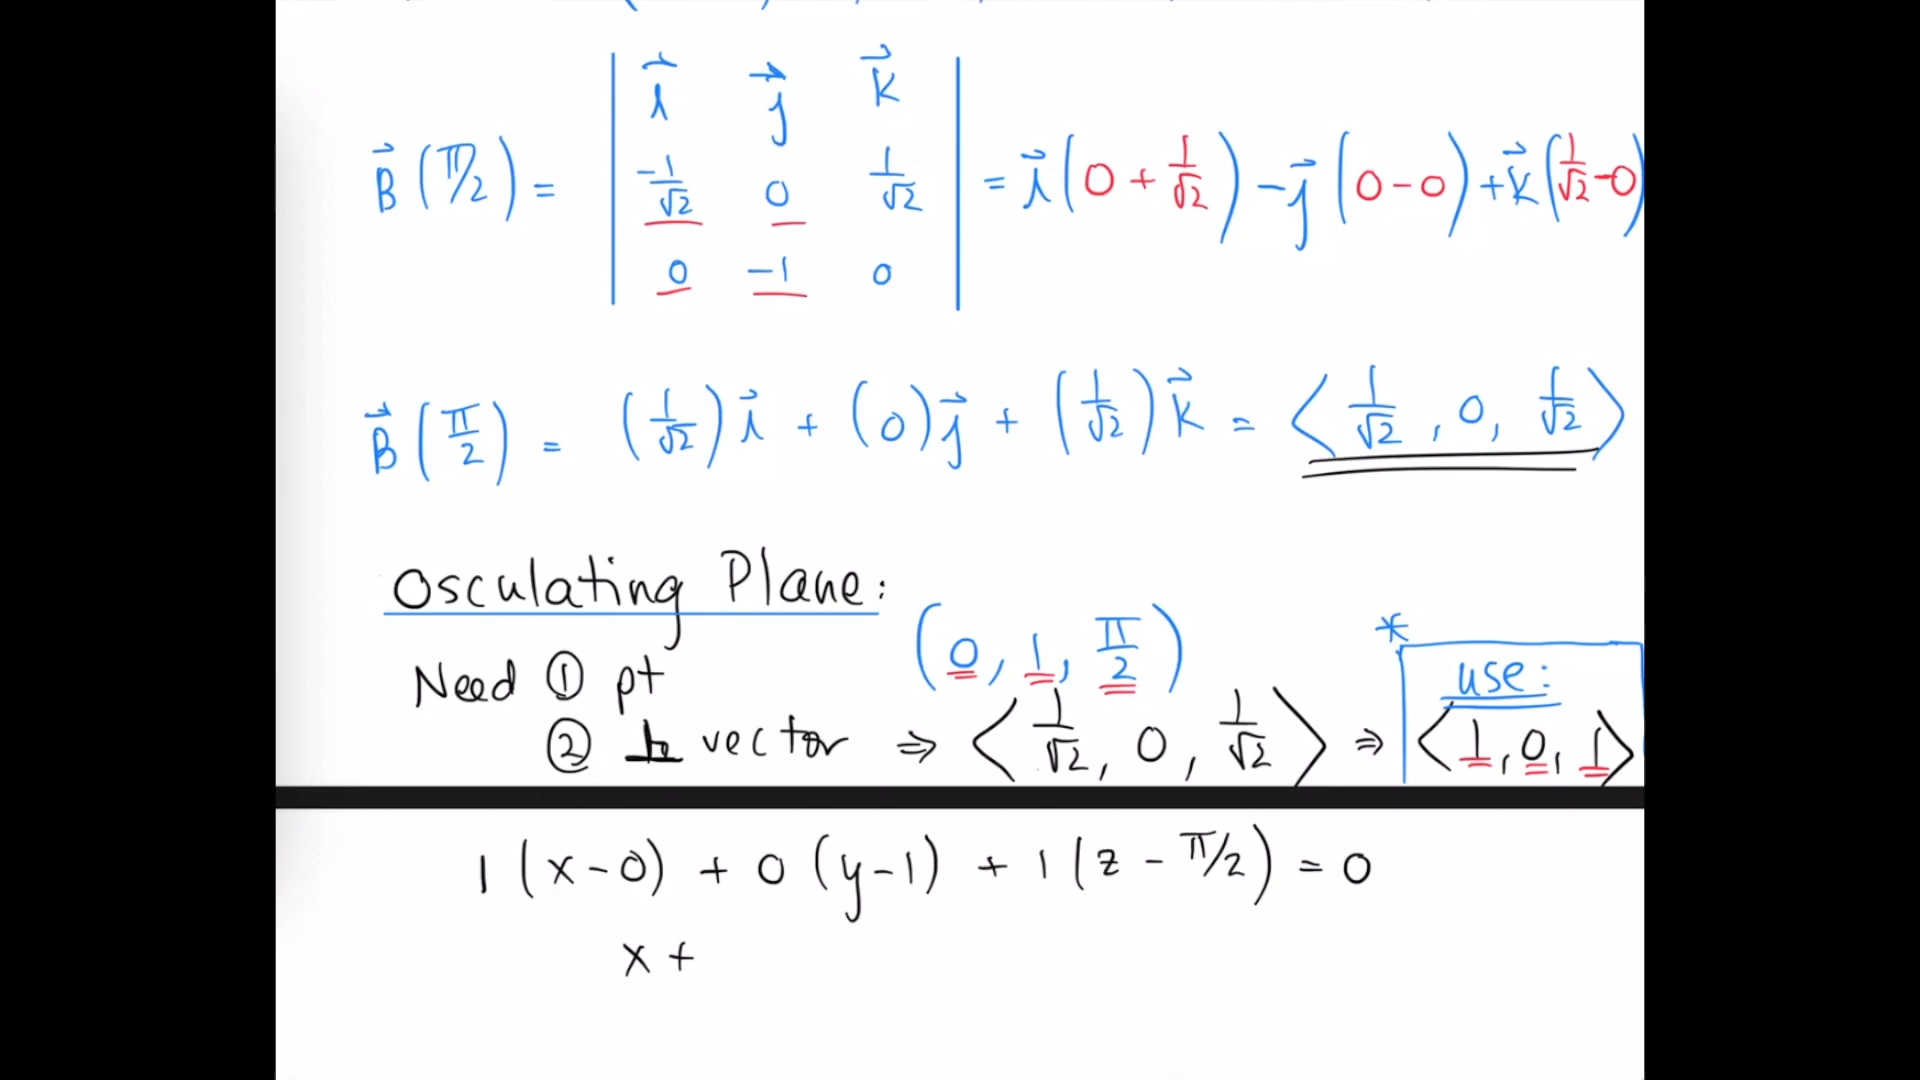 B⃗(π/2) = | i⃗ j⃗ k⃗ ; -1/√2 0 1/√2 ; 0 -1 0 | = i⃗(0 + 1/√2) - j⃗(0-0) + k⃗(1/√2-0)
B⃗(π/2) = (1/√2)i⃗ + (0)j⃗ + (1/√2)k⃗ = ⟨1/√2, 0, 1/√2⟩
Osculating Plane:
Need ① pt (0, 1, π/2) * use:
② ⊥ vector ⇒ ⟨1/√2, 0, 1/√2⟩ ⇒ ⟨1, 0, 1⟩
1(x-0) + 0(y-1) + 1(z - π/2) = 0
x +